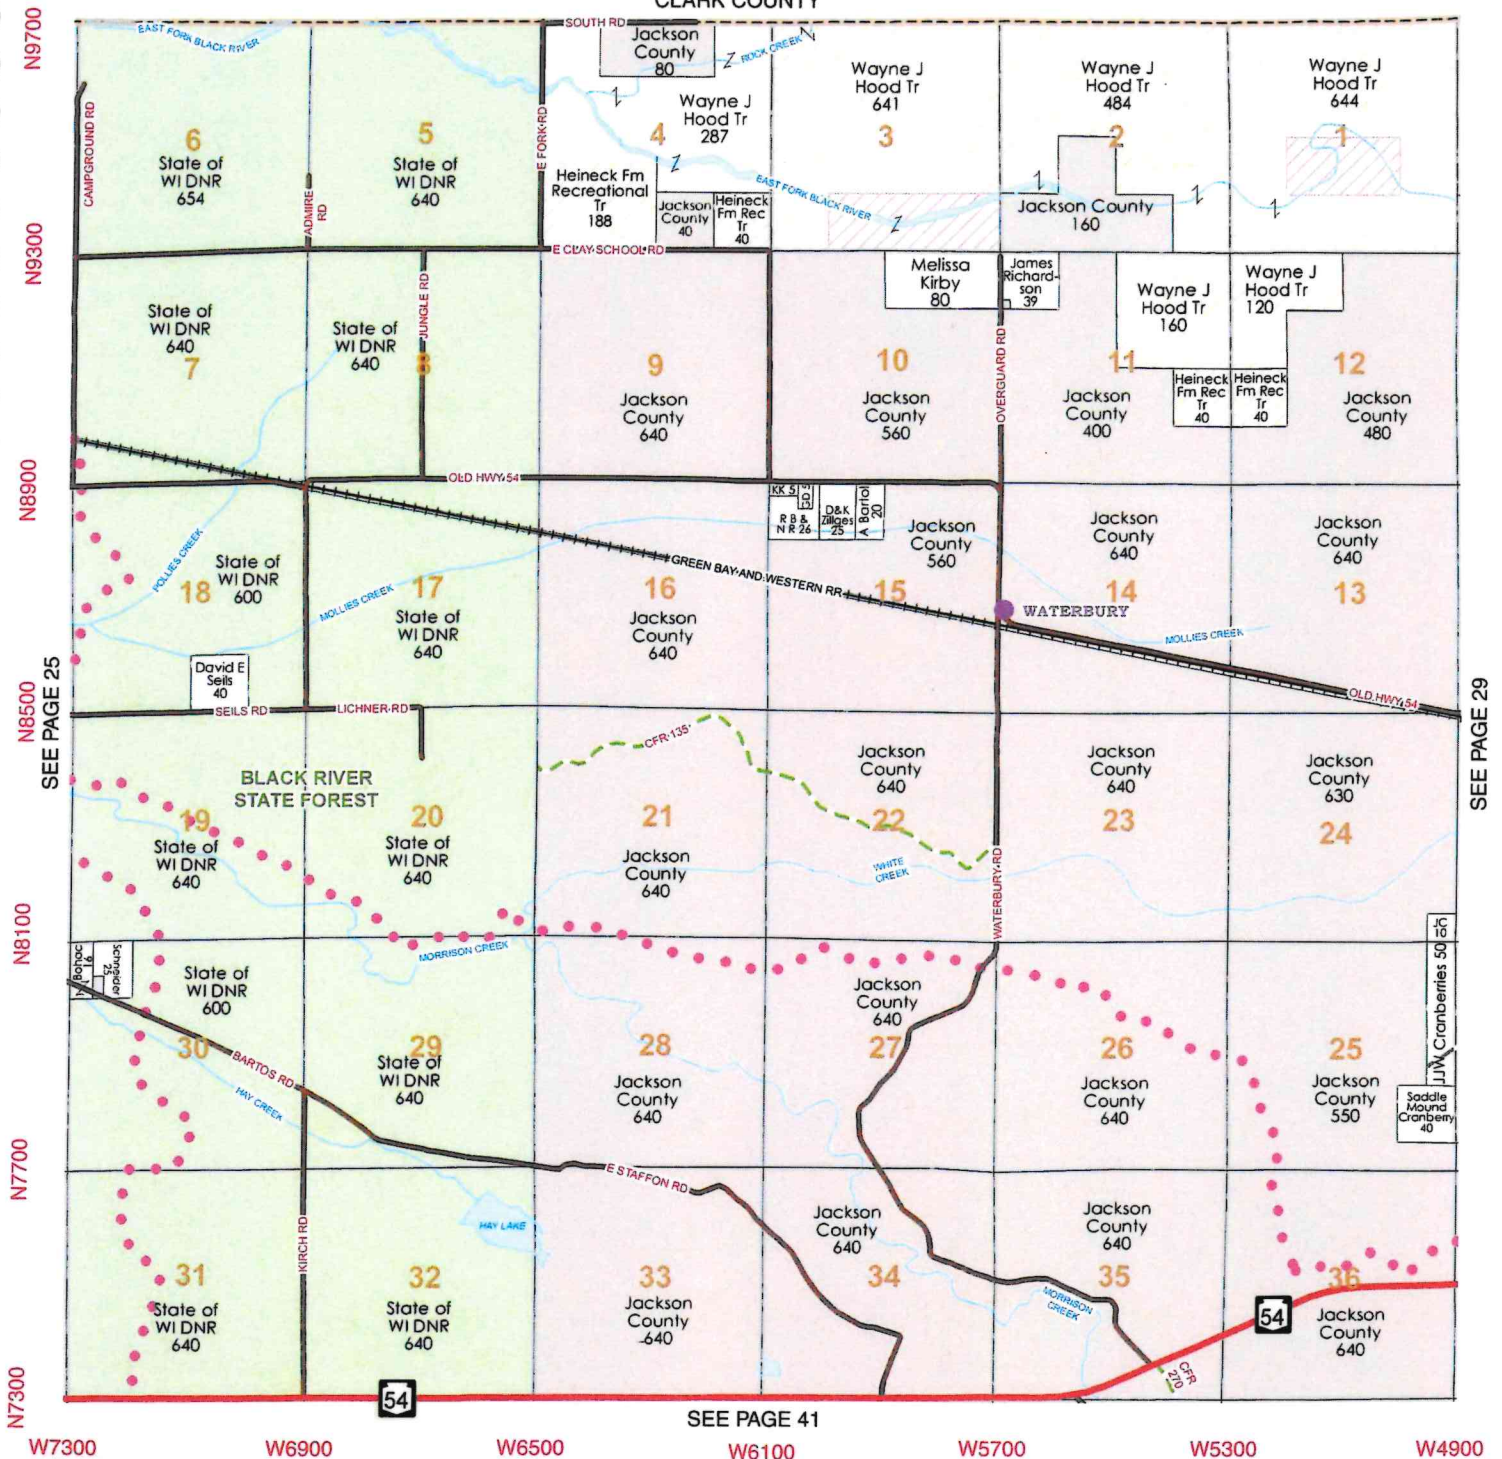 CLARK COUNTY
N9700
SOUTH RD
EAST FORK BLACK RIVER
Jackson
County
80
ROCK CREEK
CAMPGROUND RD
6
State of
WI DNR
654
ADMIRE
RD
5
State of
WI DNR
640
E FORK RD
4
Wayne J
Hood Tr
287
Heineck Fm
Recreational
Tr
188
Jackson
County
40
Heineck
Fm Rec
Tr
40
Wayne J
Hood Tr
641
3
EAST FORK BLACK RIVER
Wayne J
Hood Tr
484
2
Jackson County
160
Wayne J
Hood Tr
644
1
N9300
E CLAY SCHOOL RD
State of
WI DNR
640
7
State of
WI DNR
640
8
JUNGLE RD
9
Jackson
County
640
Melissa
Kirby
80
10
Jackson
County
560
OVERGUARD RD
James
Richard-
son
39
Wayne J
Hood Tr
160
11
Jackson
County
400
Heineck
Fm Rec
Tr
40
Wayne J
Hood Tr
120
Heineck
Fm Rec
Tr
40
12
Jackson
County
480
N8900
OLD HWY 54
POLLIES CREEK
State of
WI DNR
600
18
David E
Seils
40
MOLLIES CREEK
17
State of
WI DNR
640
GREEN BAY AND WESTERN RR
16
Jackson
County
640
KK 5
GD 5
R B &
N R 26
D&K
Zillges
25
A Bartol
20
Jackson
County
560
15
Jackson
County
640
14
WATERBURY
MOLLIES CREEK
Jackson
County
640
13
OLD HWY 54
N8500
SEE PAGE 25
SEE PAGE 29
SEILS RD
LICHNER RD
BLACK RIVER
STATE FOREST
19
State of
WI DNR
640
20
State of
WI DNR
640
CFR 135
21
Jackson
County
640
Jackson
County
640
22
WHITE
CREEK
WATERBURY RD
Jackson
County
640
23
Jackson
County
630
24
N8100
MORRISON CREEK
Schneider
25
State of
WI DNR
600
30
BARTOS RD
HAY CREEK
29
State of
WI DNR
640
28
Jackson
County
640
Jackson
County
640
27
26
Jackson
County
640
25
Jackson
County
550
JC
10
JJW Cranberries 50
Saddle
Mound
Cranberry
40
N7700
E STAFFON RD
KIRCH RD
HAY LAKE
31
State of
WI DNR
640
32
State of
WI DNR
640
33
Jackson
County
640
Jackson
County
640
34
Jackson
County
640
35
MORRISON
CREEK
CFR
270
54
36
Jackson
County
640
N7300
54
SEE PAGE 41
W7300
W6900
W6500
W6100
W5700
W5300
W4900